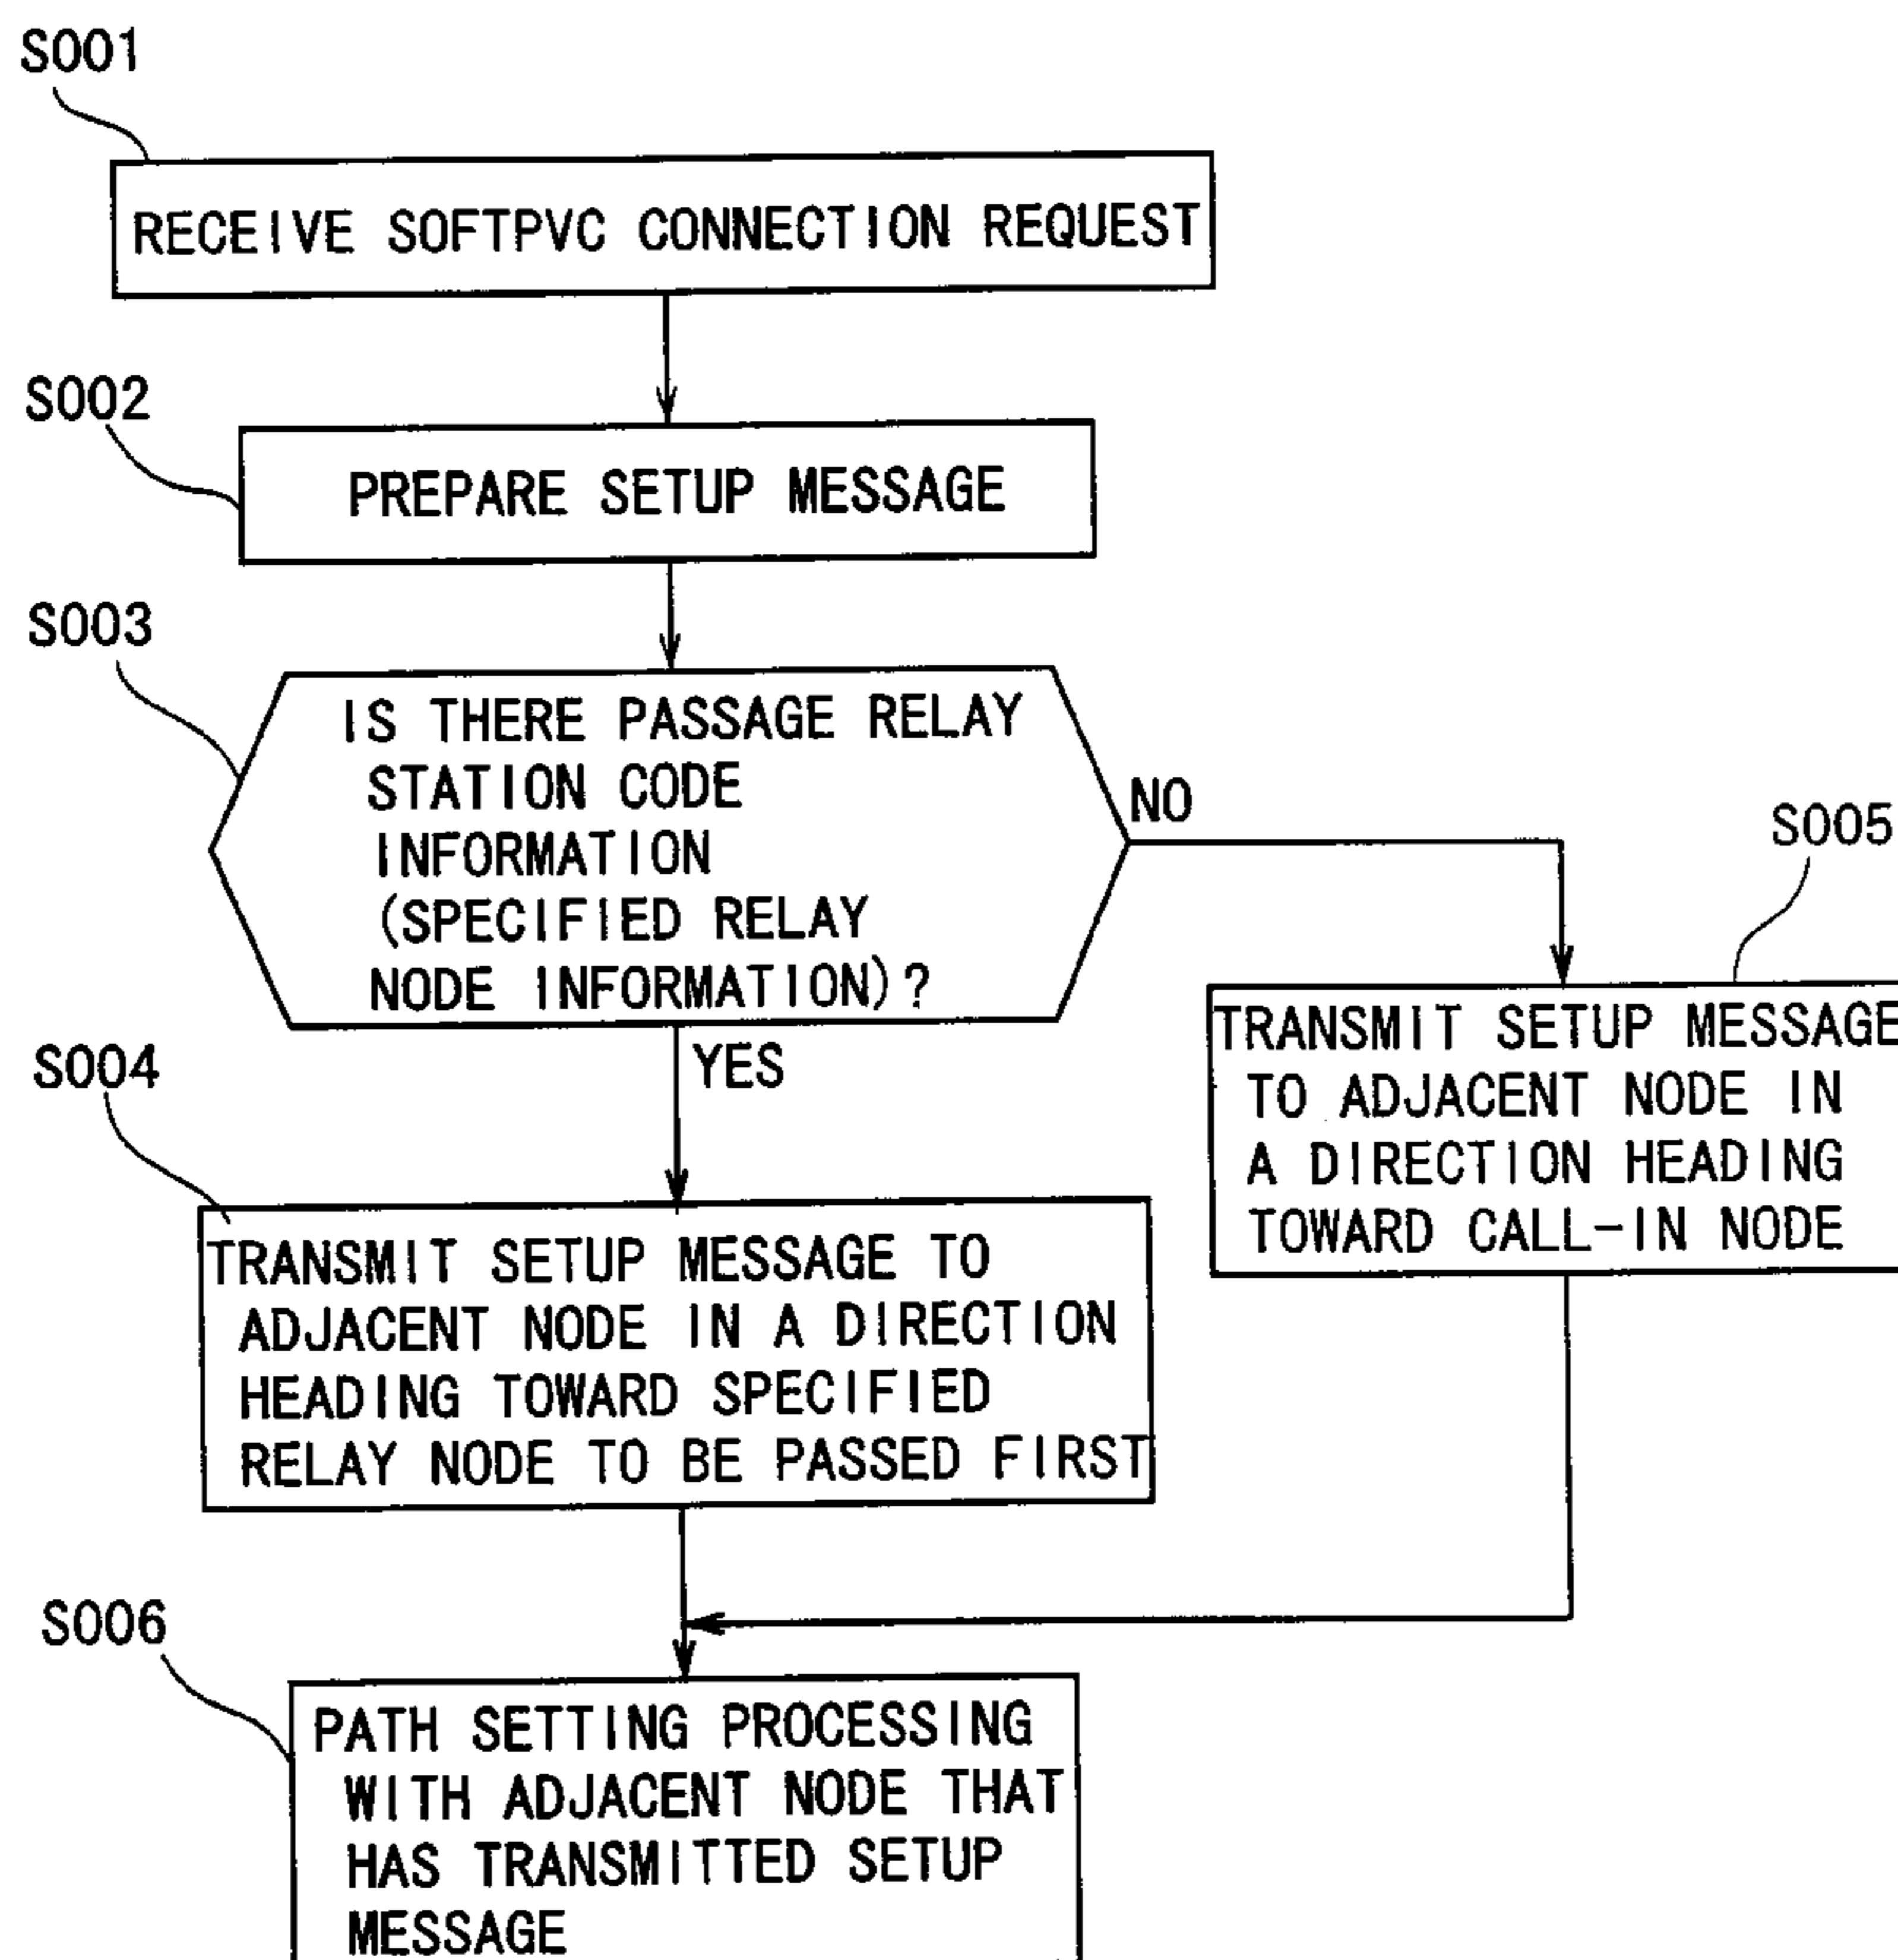 S001
RECEIVE SOFTPVC CONNECTION REQUEST
S002
PREPARE SETUP MESSAGE
S003
IS THERE PASSAGE RELAY
STATION CODE
INFORMATION
(SPECIFIED RELAY
NODE INFORMATION)?
NO
S005
TRANSMIT SETUP MESSAGE
TO ADJACENT NODE IN
A DIRECTION HEADING
TOWARD CALL-IN NODE
YES
S004
TRANSMIT SETUP MESSAGE TO
ADJACENT NODE IN A DIRECTION
HEADING TOWARD SPECIFIED
RELAY NODE TO BE PASSED FIRST
S006
PATH SETTING PROCESSING
WITH ADJACENT NODE THAT
HAS TRANSMITTED SETUP
MESSAGE